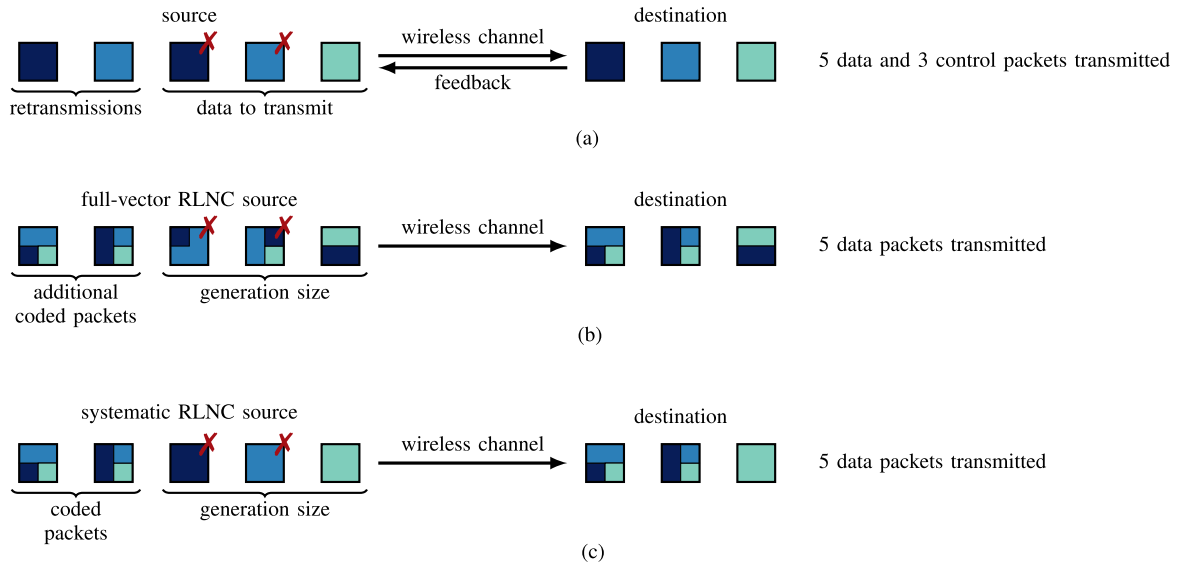 source
destination
wireless channel
feedback
5 data and 3 control packets transmitted
retransmissions
data to transmit
(a)
full-vector RLNC source
destination
wireless channel
5 data packets transmitted
additional
coded packets
generation size
(b)
systematic RLNC source
destination
wireless channel
5 data packets transmitted
coded
packets
generation size
(c)